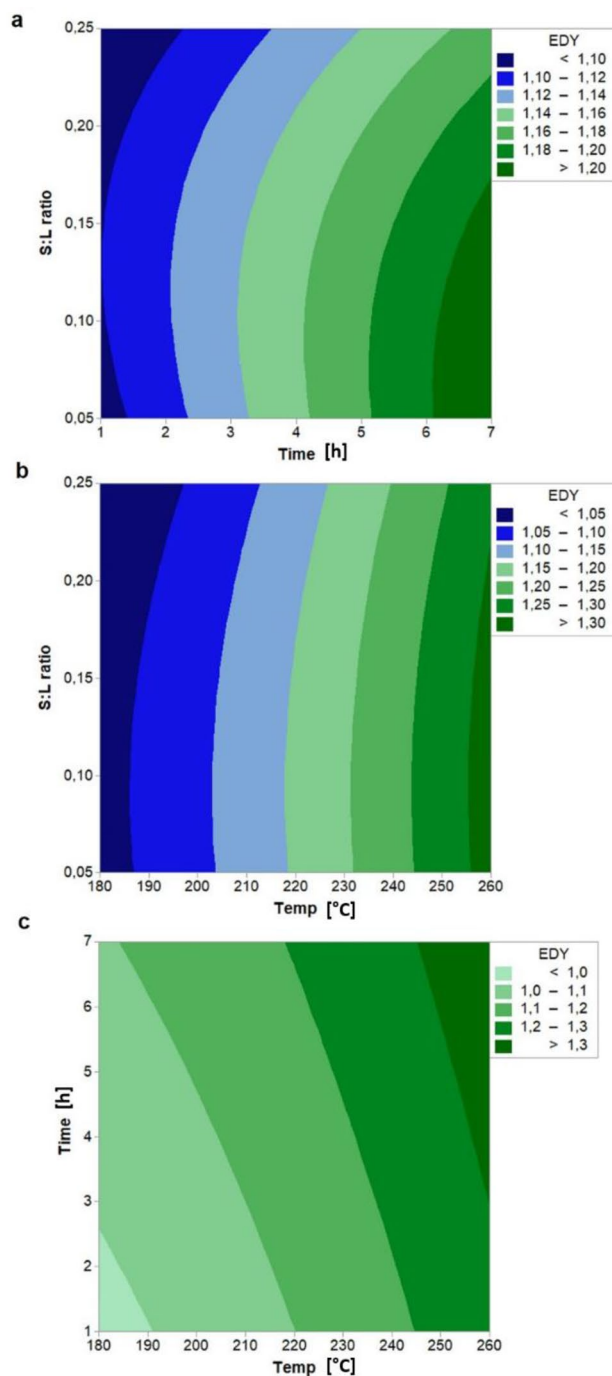 a
0,25
0,20
0,15
0,10
0,05
S:L ratio
1 2 3 4 5 6 7
Time [h]
EDY
< 1,10
1,10 – 1,12
1,12 – 1,14
1,14 – 1,16
1,16 – 1,18
1,18 – 1,20
> 1,20
b
0,25
0,20
0,15
0,10
0,05
S:L ratio
180 190 200 210 220 230 240 250 260
Temp [°C]
EDY
< 1,05
1,05 – 1,10
1,10 – 1,15
1,15 – 1,20
1,20 – 1,25
1,25 – 1,30
> 1,30
c
7
6
5
4
3
2
1
Time [h]
180 190 200 210 220 230 240 250 260
Temp [°C]
EDY
< 1,0
1,0 – 1,1
1,1 – 1,2
1,2 – 1,3
> 1,3